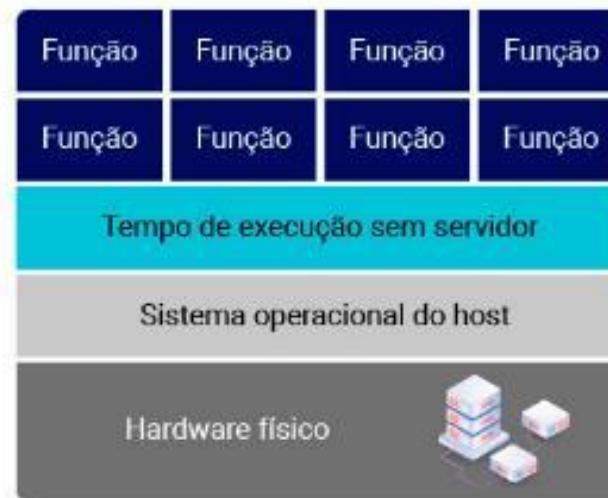 Função Função Função Função
Função Função Função Função
Tempo de execução sem servidor
Sistema operacional do host
Hardware físico